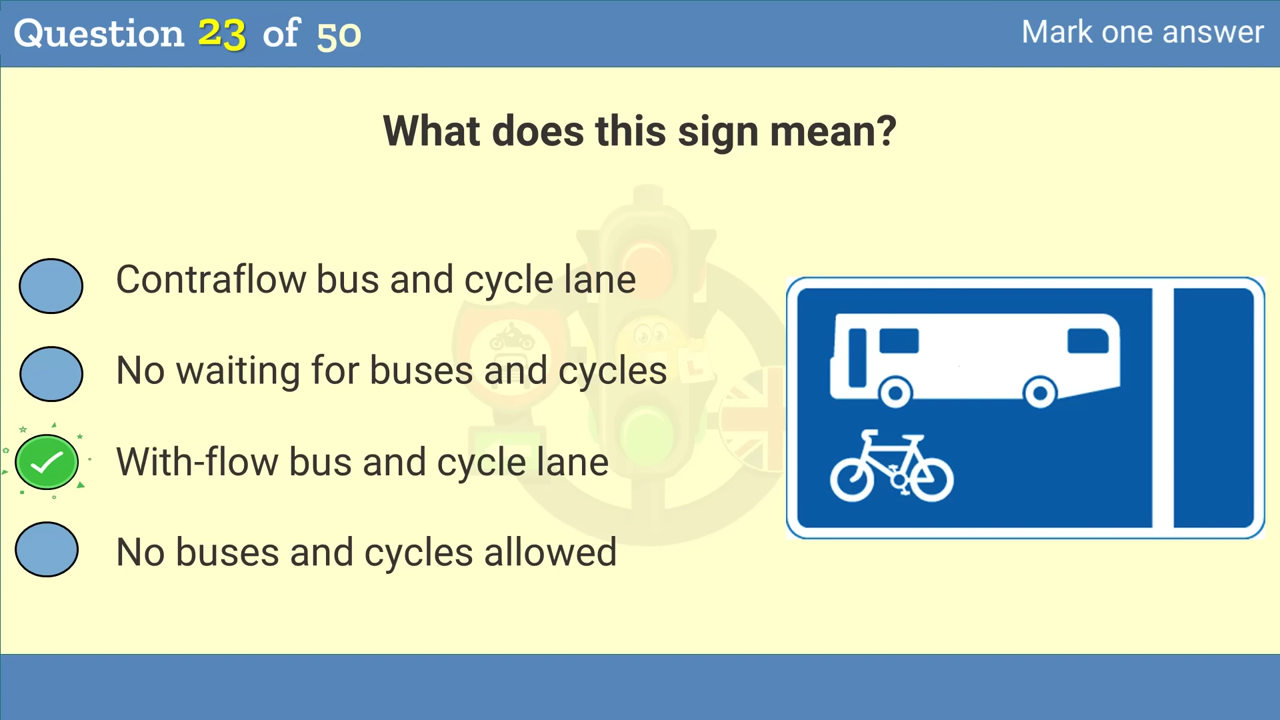 Question 23 of 50
Mark one answer
What does this sign mean?
Contraflow bus and cycle lane
No waiting for buses and cycles
With-flow bus and cycle lane
No buses and cycles allowed